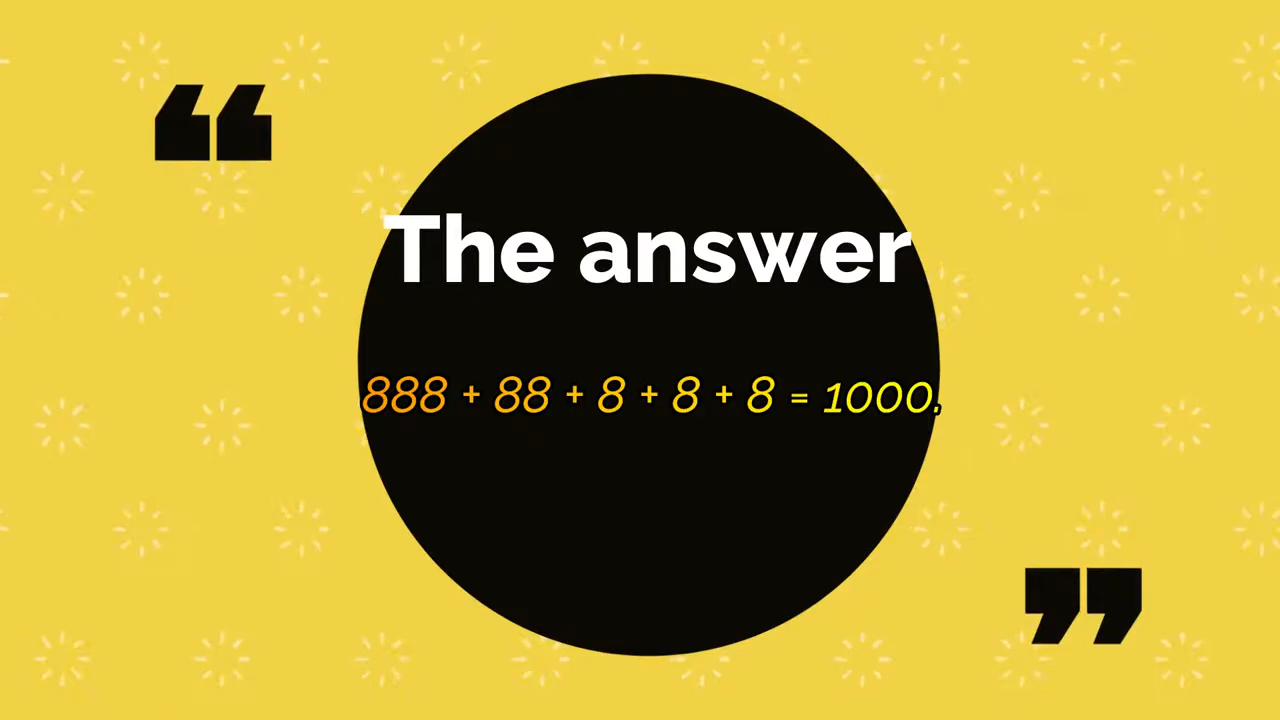 “
The answer
888 + 88 + 8 + 8 + 8 = 1000.
”